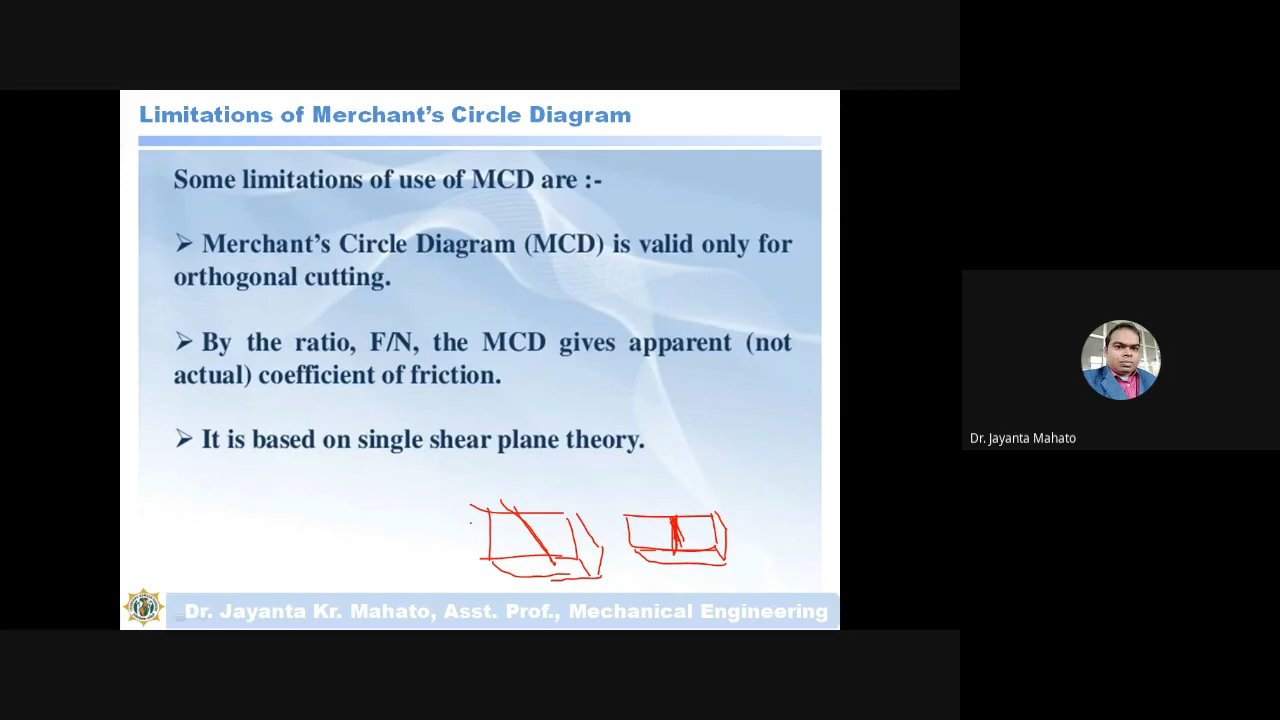 Limitations of Merchant's Circle Diagram
Some limitations of use of MCD are :-
➢ Merchant's Circle Diagram (MCD) is valid only for
orthogonal cutting.
➢ By the ratio, F/N, the MCD gives apparent (not
actual) coefficient of friction.
➢ It is based on single shear plane theory.
Dr. Jayanta Kr. Mahato, Asst. Prof., Mechanical Engineering
Dr. Jayanta Mahato